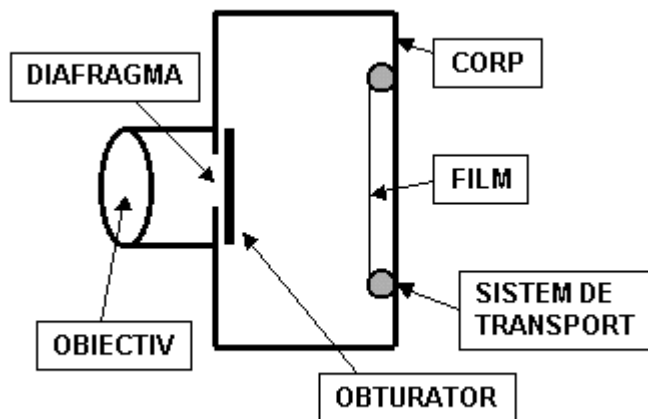 DIAFRAGMA
CORP
FILM
SISTEM DE
TRANSPORT
OBIECTIV
OBTURATOR